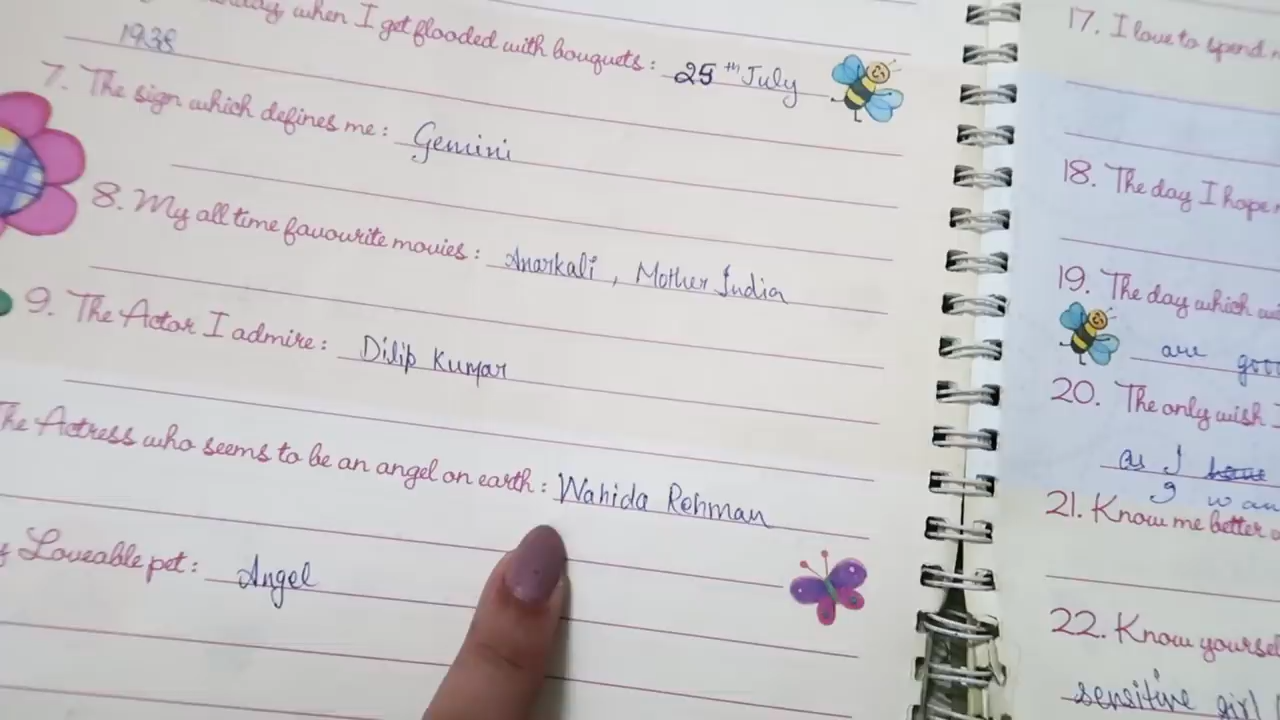 when I get flooded with bouquets : 25th July
1938
7. The sign which defines me : Gemini
8. My all time favourite movies : Anarkali , Mother India
9. The Actor I admire : Dilip Kumar
The Actress who seems to be an angel on earth : Wahida Rehman
Loveable pet : Angel
17. I love to spend
18. The day I hope
19. The day which
are
20. The only wish
as I have
I
21. Know me better
22. Know
sensitive girl